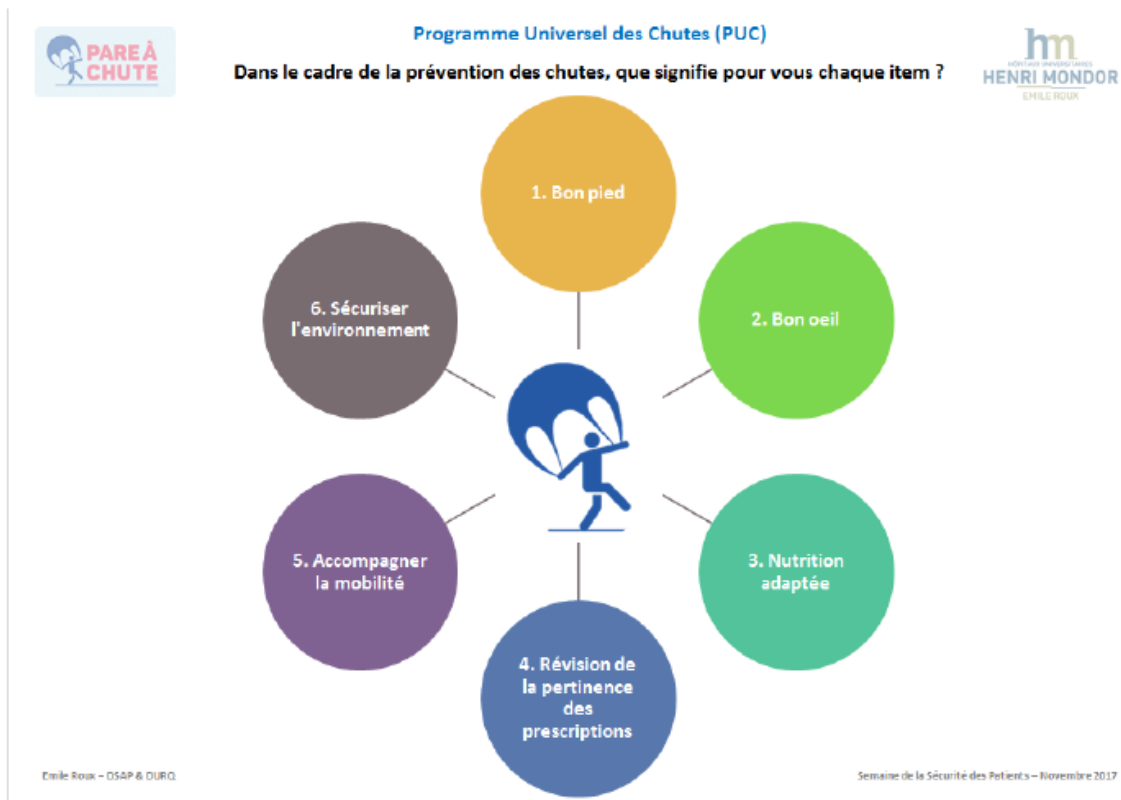 PARE À
CHUTE
Programme Universel des Chutes (PUC)
Dans le cadre de la prévention des chutes, que signifie pour vous chaque item ?
hm
HÔPITAUX UNIVERSITAIRES
HENRI MONDOR
EMILE ROUX
1. Bon pied
2. Bon oeil
3. Nutrition
adaptée
4. Révision de
la pertinence
des
prescriptions
5. Accompagner
la mobilité
6. Sécuriser
l'environnement
Emile Roux – DSAP & DURQ
Semaine de la Sécurité des Patients – Novembre 2017